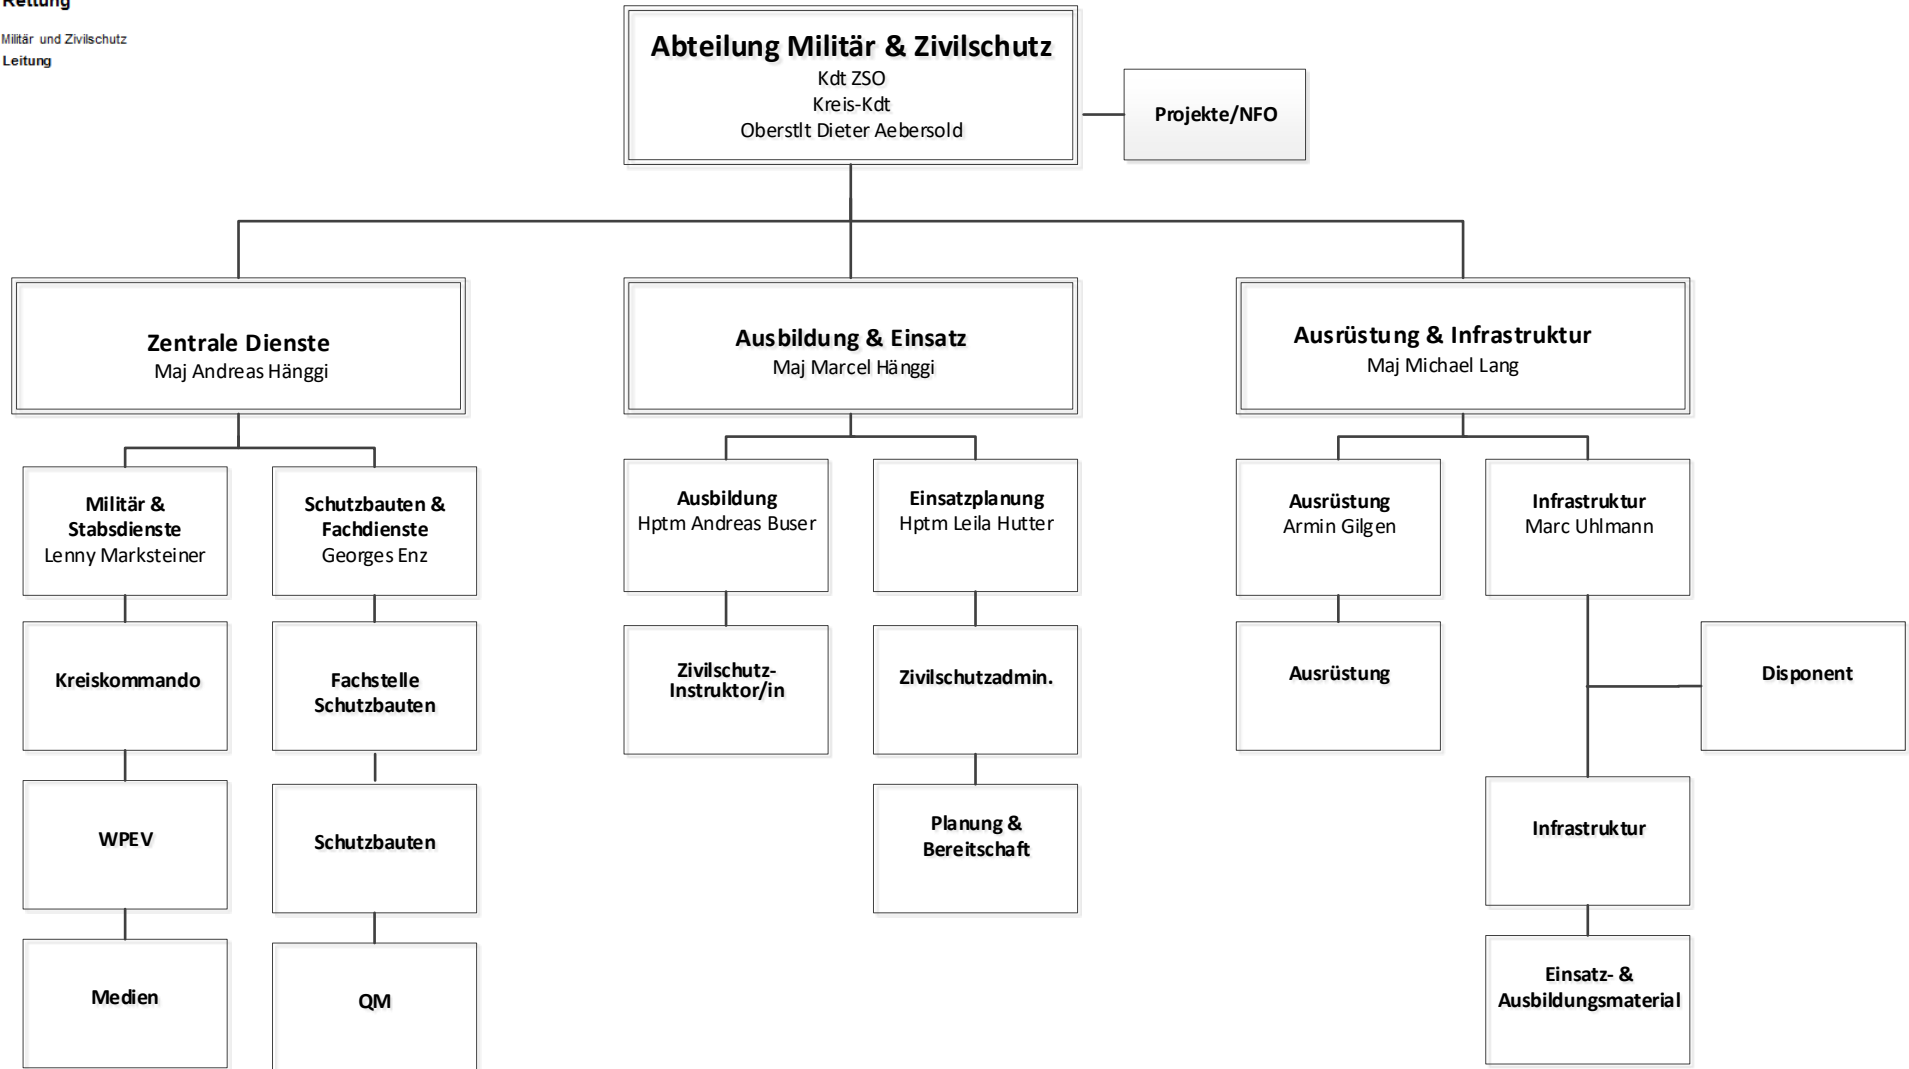 Rettung
Militär und Zivilschutz
Leitung
Abteilung Militär & Zivilschutz
Kdt ZSO
Kreis-Kdt
Oberstlt Dieter Aebersold
Projekte/NFO
Zentrale Dienste
Maj Andreas Hänggi
Ausbildung & Einsatz
Maj Marcel Hänggi
Ausrüstung & Infrastruktur
Maj Michael Lang
Militär &
Stabsdienste
Lenny Marksteiner
Schutzbauten &
Fachdienste
Georges Enz
Ausbildung
Hptm Andreas Buser
Einsatzplanung
Hptm Leila Hutter
Ausrüstung
Armin Gilgen
Infrastruktur
Marc Uhlmann
Kreiskommando
Fachstelle
Schutzbauten
Zivilschutz-
Instruktor/in
Zivilschutzadmin.
Ausrüstung
Disponent
WPEV
Schutzbauten
Planung &
Bereitschaft
Infrastruktur
Medien
QM
Einsatz- &
Ausbildungsmaterial